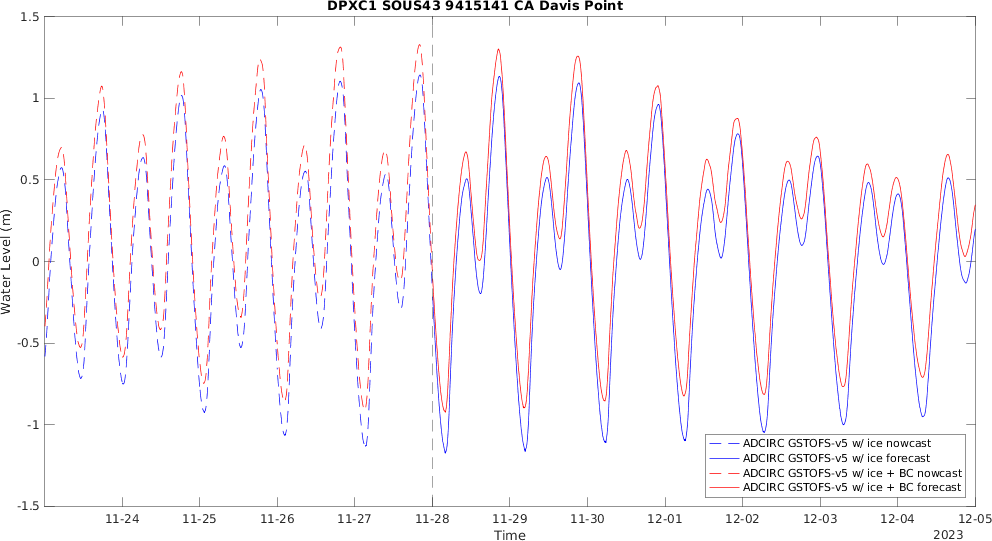 DPXC1 SOUS43 9415141 CA Davis Point
1.5
1
0.5
0
-0.5
-1
-1.5
Water Level (m)
11-24 11-25 11-26 11-27 11-28 11-29 11-30 12-01 12-02 12-03 12-04 12-05
Time
2023
ADCIRC GSTOFS-v5 w/ ice nowcast
ADCIRC GSTOFS-v5 w/ ice forecast
ADCIRC GSTOFS-v5 w/ ice + BC nowcast
ADCIRC GSTOFS-v5 w/ ice + BC forecast